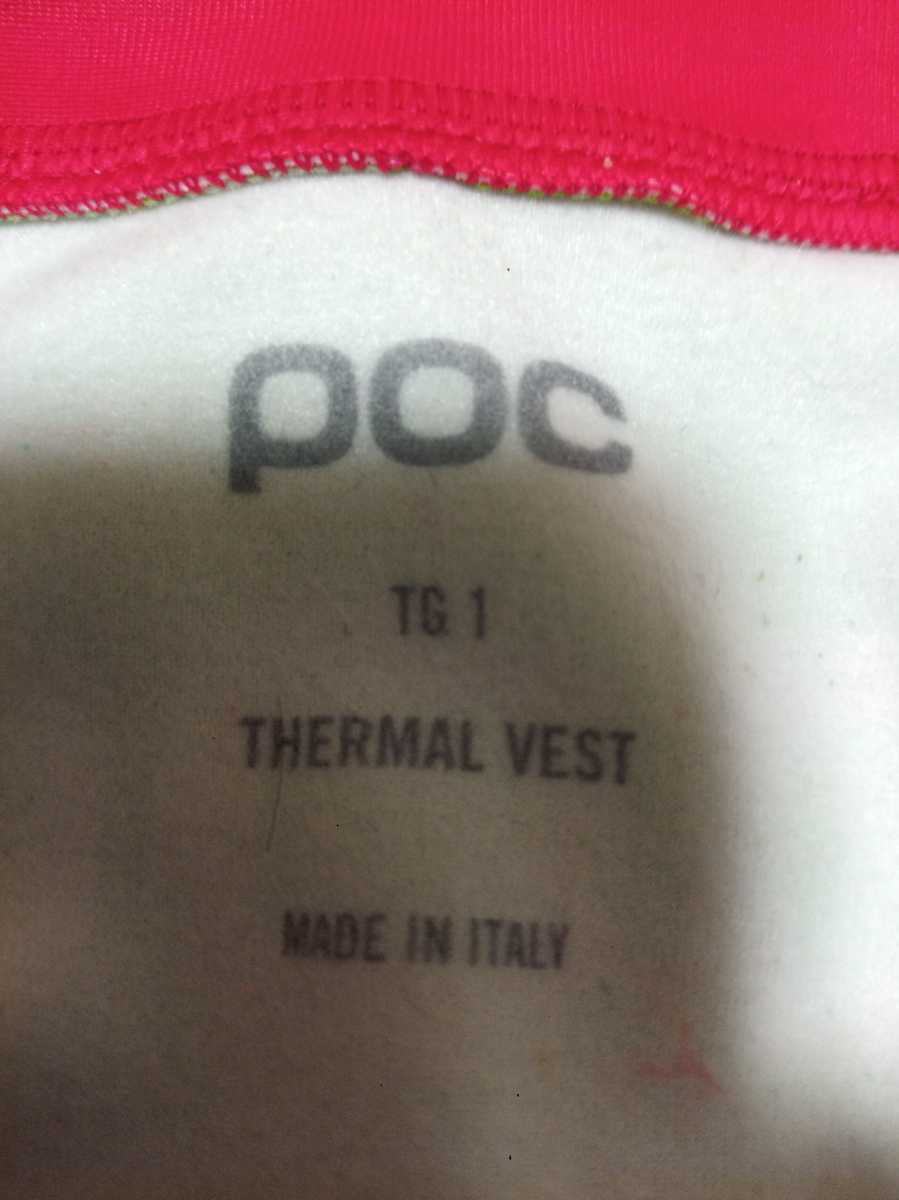 poc
TG 1
THERMAL VEST
MADE IN ITALY